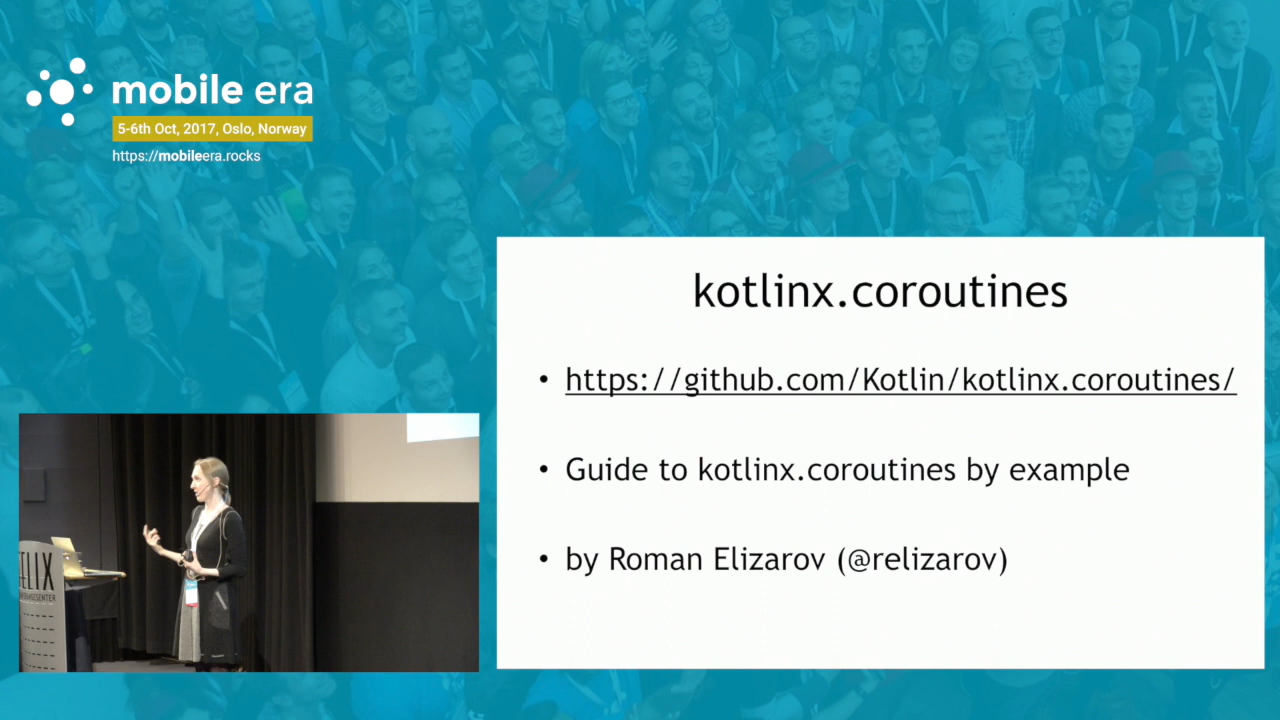 mobile era
5-6th Oct, 2017, Oslo, Norway
https://mobileera.rocks
kotlinx.coroutines
• https://github.com/Kotlin/kotlinx.coroutines/
• Guide to kotlinx.coroutines by example
• by Roman Elizarov (@relizarov)
ELIX